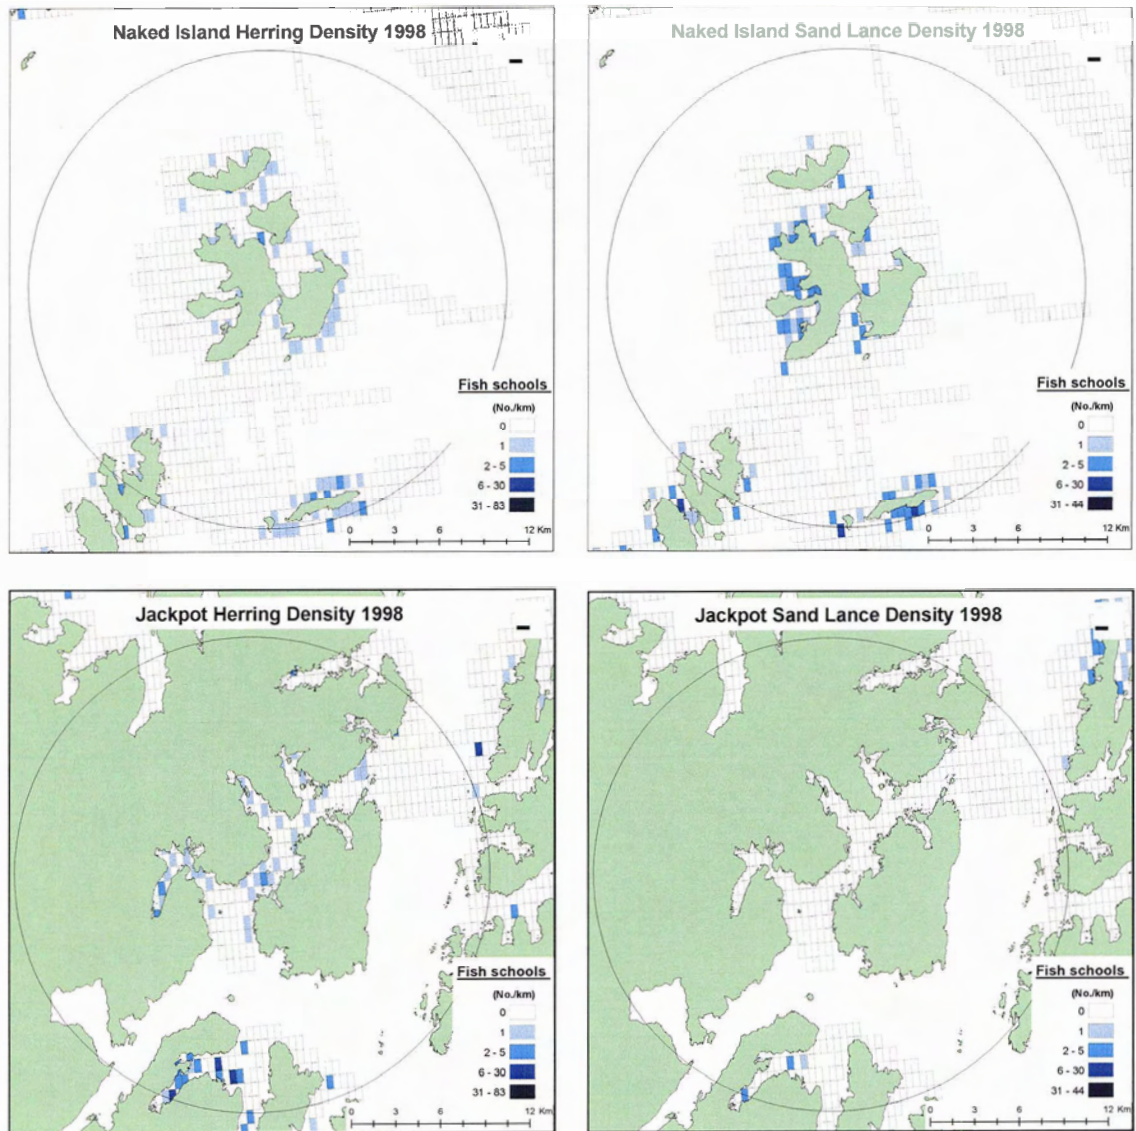 Naked Island Herring Density 1998
Fish schools
(No./km)
0
1
2 - 5
6 - 30
31 - 83
0 3 6 12 Km
Naked Island Sand Lance Density 1998
Fish schools
(No./km)
0
1
2 - 5
6 - 30
31 - 44
0 3 6 12 Km
Jackpot Herring Density 1998
Fish schools
(No./km)
0
1
2 - 5
6 - 30
31 - 83
0 3 6 12 Km
Jackpot Sand Lance Density 1998
Fish schools
(No./km)
0
1
2 - 5
6 - 30
31 - 44
0 3 6 12 Km